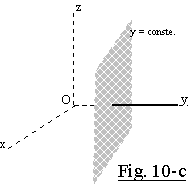 z
y = conste.
O
y
x
Fig. 10-c